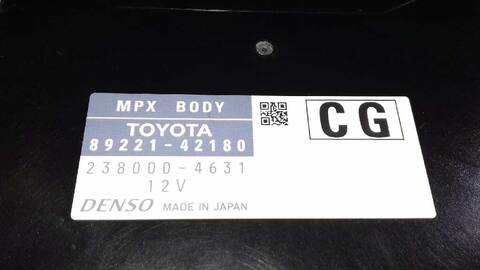 MPX BODY
TOYOTA
89221-42180
238000-4631
12V
DENSO MADE IN JAPAN
CG